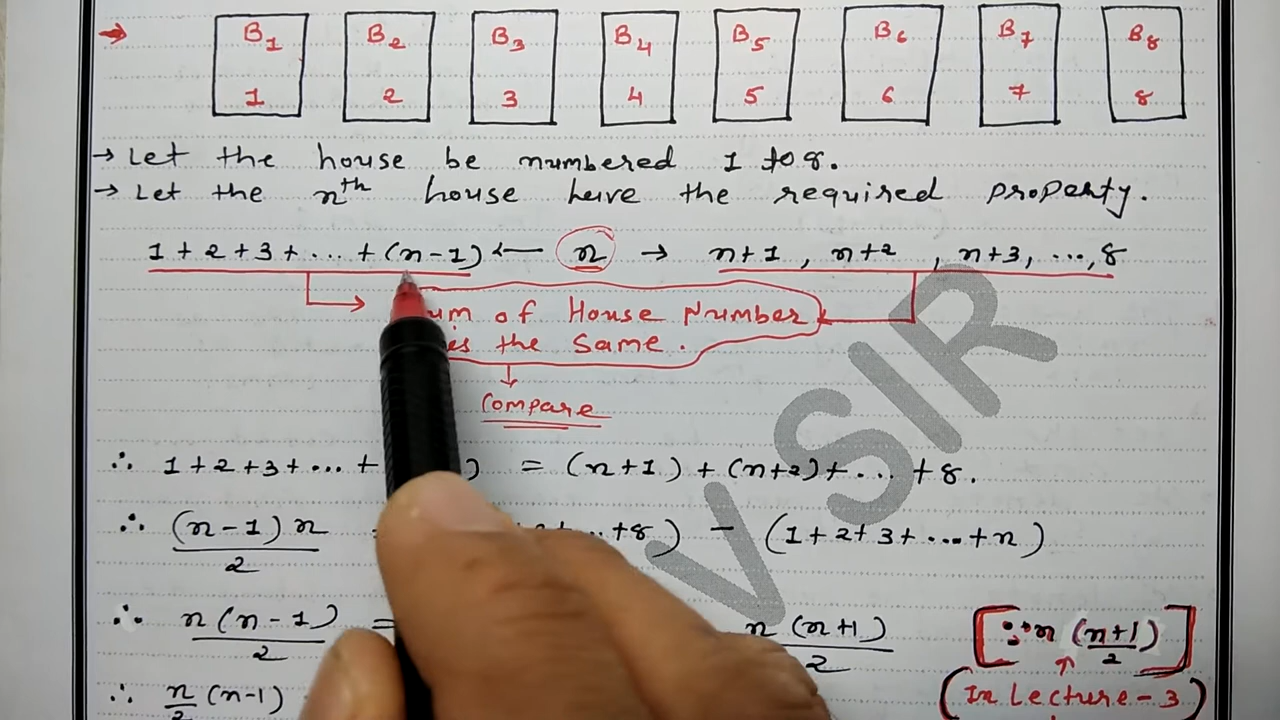 B1 B2 B3 B4 B5 B6 B7 B8
1 2 3 4 5 6 7 8
→ Let the house be numbered 1 to 8.
→ Let the nth house have the required property.
1 + 2 + 3 + ... + (n - 1) ← n → n+1 , n+2 , n+3, ..., 8
of House Number
the Same.
Compare
∴ 1 + 2 + 3 + ... + ) = (n+1) + (n+2) + ... + 8.
∴ (n-1) n / 2 +8) - (1 + 2 + 3 + ... + n)
∴ n (n - 1) / 2 = n (n+1) / 2 [∵ n (n+1) / 2]
∴ n/2 (n-1) (In Lecture - 3)
V SIR